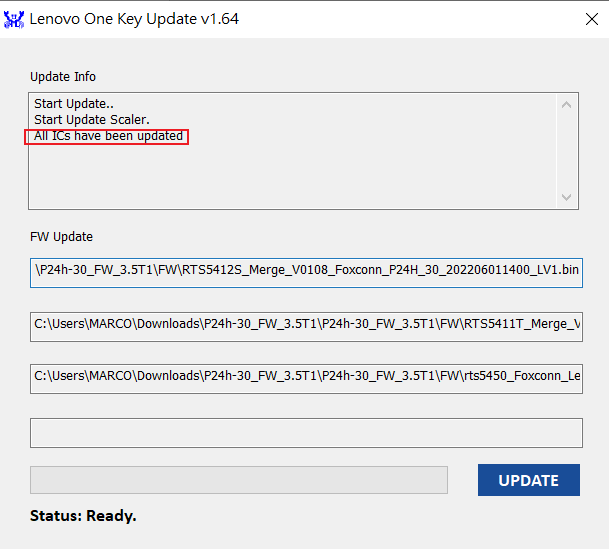 Lenovo One Key Update v1.64
Update Info
Start Update..
Start Update Scaler.
All ICs have been updated
FW Update
\P24h-30_FW_3.5T1\FW\RTS5412S_Merge_V0108_Foxconn_P24H_30_202206011400_LV1.bin
C:\Users\MARCO\Downloads\P24h-30_FW_3.5T1\P24h-30_FW_3.5T1\FW\RTS5411T_Merge_V
C:\Users\MARCO\Downloads\P24h-30_FW_3.5T1\P24h-30_FW_3.5T1\FW\rts5450_Foxconn_Le
UPDATE
Status: Ready.